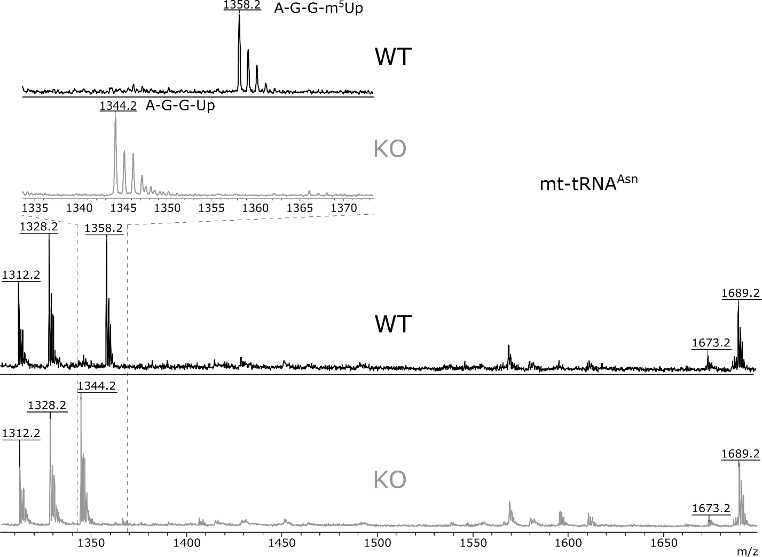 1358.2 A-G-G-m⁵Up
WT
1344.2 A-G-G-Up
KO
1335 1340 1345 1350 1355 1360 1365 1370
mt-tRNAᴬˢⁿ
1328.2 1358.2
1312.2
WT
1689.2
1673.2
1344.2
1328.2
1312.2
KO
1689.2
1673.2
1350 1400 1450 1500 1550 1600 1650
m/z